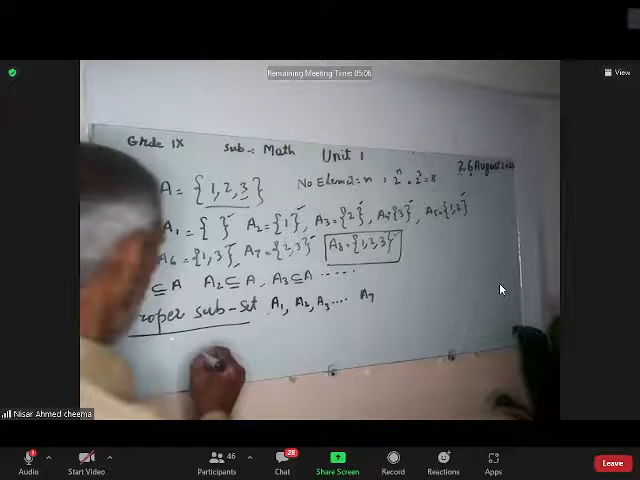 Remaining Meeting Time: 05:06
View
Grade IX sub-: Math Unit 1 26 August
A = {1,2,3} No Element = n = 2^n = 2^3 = 8
A1 = { } A2 = {1} A3 = {2} A4 = {3} A5 = {1,2}
A6 = {1,3}, A7 = {2,3} A8 = {1,2,3}
⊆ A A2 ⊆ A, A3 ⊆ A .....
roper sub-set A1, A2, A3 .... A7
Nisar Ahmed cheema
46 28
Audio Start Video Participants Chat Share Screen Record Reactions Apps Leave